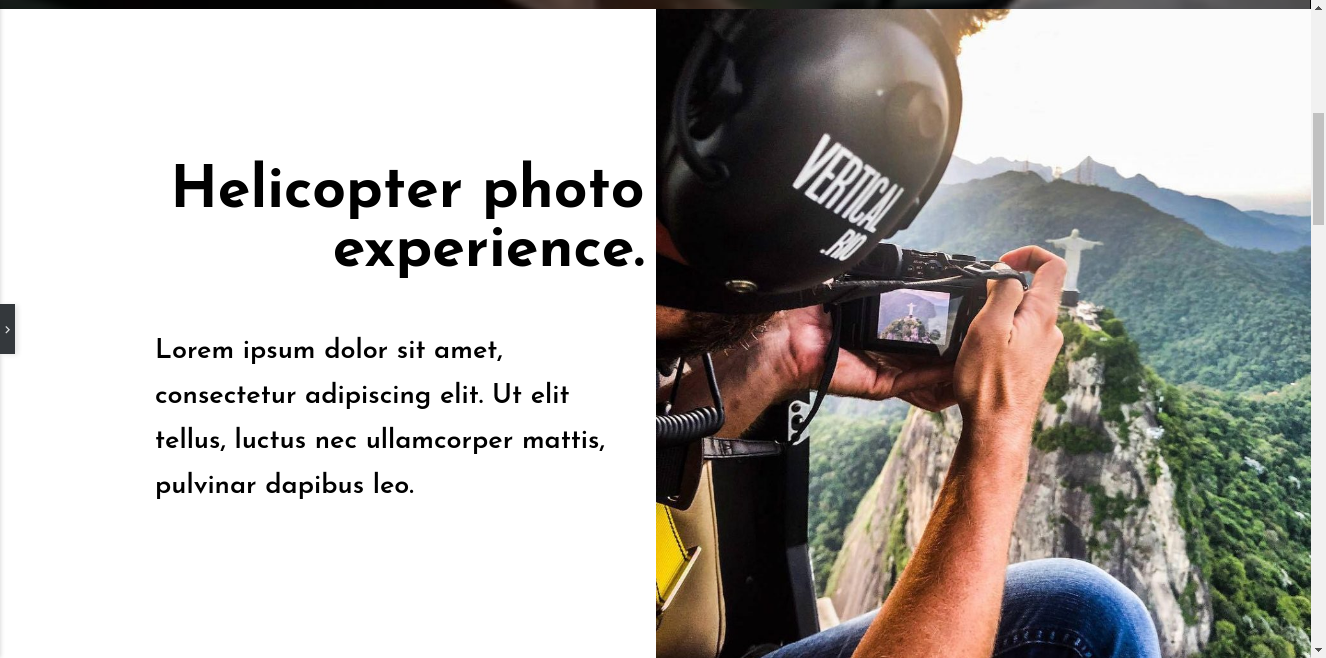 Helicopter photo
experience.
Lorem ipsum dolor sit amet,
consectetur adipiscing elit. Ut elit
tellus, luctus nec ullamcorper mattis,
pulvinar dapibus leo.
VERTICAL
.RIO